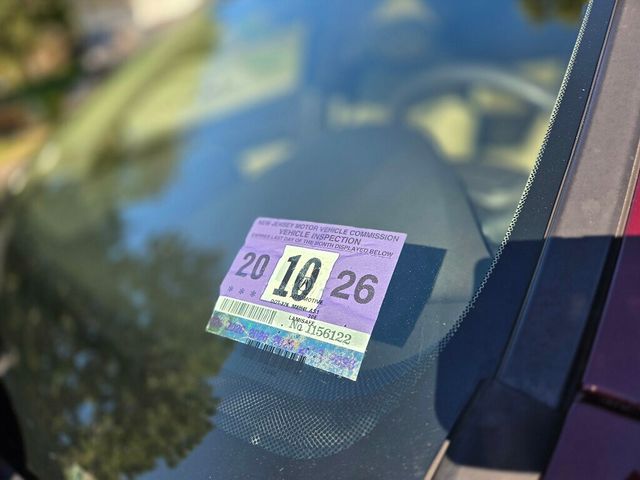 NEW JERSEY MOTOR VEHICLE COMMISSION
VEHICLE INSPECTION
EXPIRES LAST DAY OF THE MONTH DISPLAYED BELOW
20 10 26
* * *
No 1156122